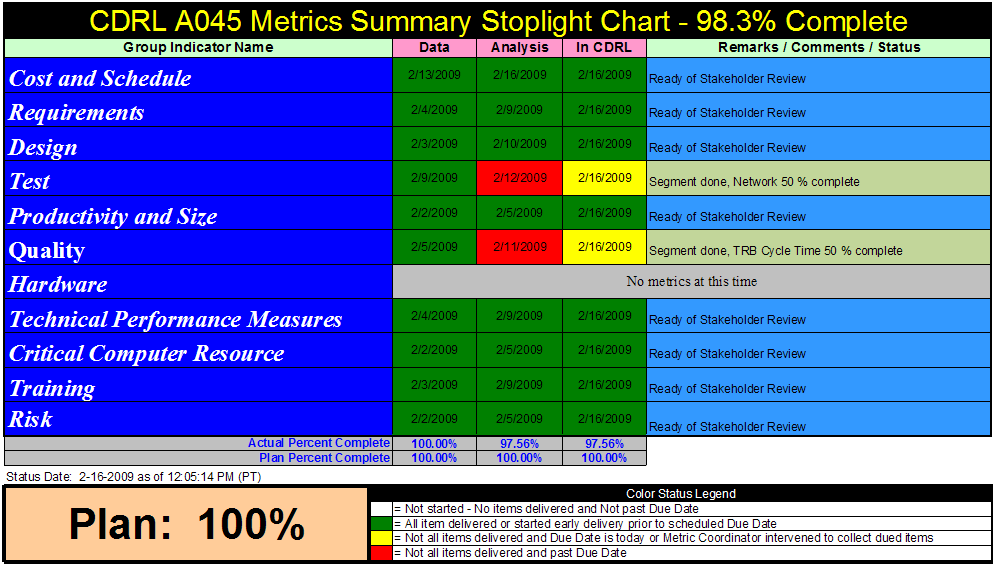 CDRL A045 Metrics Summary Stoplight Chart - 98.3% Complete
Group Indicator Name Data Analysis In CDRL Remarks / Comments / Status
Cost and Schedule 2/13/2009 2/16/2009 2/16/2009 Ready of Stakeholder Review
Requirements 2/4/2009 2/9/2009 2/16/2009 Ready of Stakeholder Review
Design 2/3/2009 2/10/2009 2/16/2009 Ready of Stakeholder Review
Test 2/9/2009 2/12/2009 2/16/2009 Segment done, Network 50 % complete
Productivity and Size 2/2/2009 2/5/2009 2/16/2009 Ready of Stakeholder Review
Quality 2/5/2009 2/11/2009 2/16/2009 Segment done, TRB Cycle Time 50 % complete
Hardware No metrics at this time
Technical Performance Measures 2/4/2009 2/9/2009 2/16/2009 Ready of Stakeholder Review
Critical Computer Resource 2/2/2009 2/5/2009 2/16/2009 Ready of Stakeholder Review
Training 2/3/2009 2/9/2009 2/16/2009 Ready of Stakeholder Review
Risk 2/2/2009 2/5/2009 2/16/2009 Ready of Stakeholder Review
Actual Percent Complete 100.00% 97.56% 97.56%
Plan Percent Complete 100.00% 100.00% 100.00%
Status Date: 2-16-2009 as of 12:05:14 PM (PT)
Plan: 100%
Color Status Legend
= Not started - No items delivered and Not past Due Date
= All item delivered or started early delivery prior to scheduled Due Date
= Not all items delivered and Due Date is today or Metric Coordinator intervened to collect dued items
= Not all items delivered and past Due Date